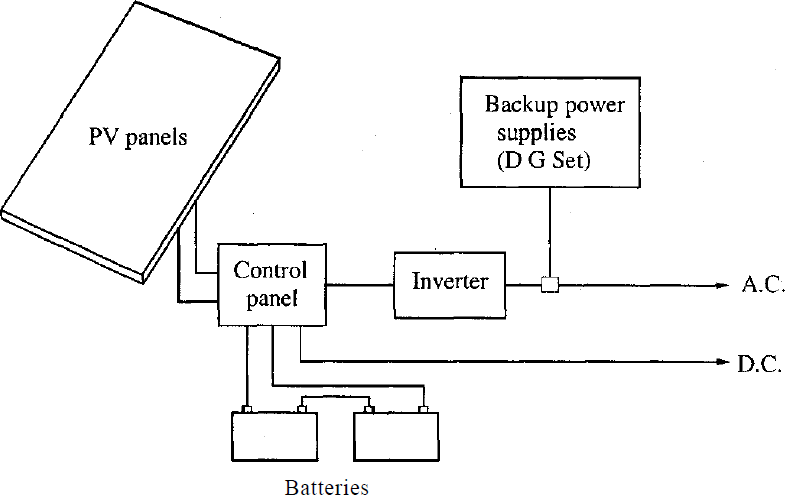 PV panels
Backup power
supplies
(D G Set)
Control
panel
Inverter
A.C.
D.C.
Batteries